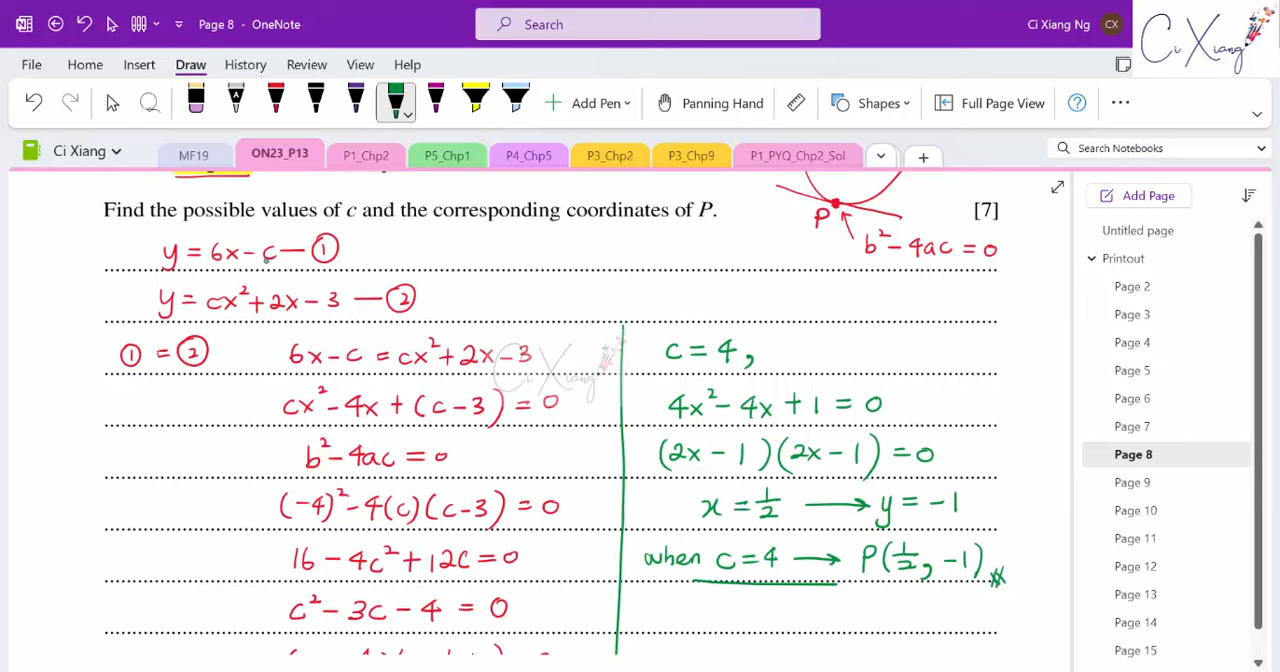 Page 8 - OneNote
Search
Ci Xiang Ng
CX
Ci Xiang
File
Home
Insert
Draw
History
Review
View
Help
A
Add Pen
Panning Hand
Shapes
Full Page View
Ci Xiang
MF19
ON23_P13
P1_Chp2
P5_Chp1
P4_Chp5
P3_Chp2
P3_Chp9
P1_PYQ_Chp2_Sol
Search Notebooks
Find the possible values of c and the corresponding coordinates of P.
[7]
P
b² - 4ac = 0
y = 6x - c — ①
y = cx² + 2x - 3 — ②
① = ②
6x - c = cx² + 2x - 3
cx² - 4x + (c - 3) = 0
b² - 4ac = 0
(-4)² - 4(c)(c - 3) = 0
16 - 4c² + 12c = 0
c² - 3c - 4 = 0
Ci Xiang
c = 4,
4x² - 4x + 1 = 0
(2x - 1)(2x - 1) = 0
x = 1/2 → y = -1
when c = 4 → P(1/2, -1)
Add Page
Untitled page
Printout
Page 2
Page 3
Page 4
Page 5
Page 6
Page 7
Page 8
Page 9
Page 10
Page 11
Page 12
Page 13
Page 14
Page 15